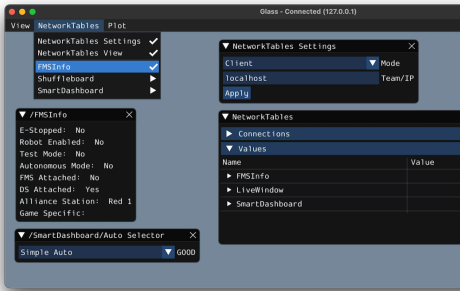 Glass - Connected (127.0.0.1)
View NetworkTables Plot
NetworkTables Settings
NetworkTables View
FMSInfo
Shuffleboard
SmartDashboard
NetworkTables Settings
Client Mode
localhost Team/IP
Apply
/FMSInfo
E-Stopped: No
Robot Enabled: No
Test Mode: No
Autonomous Mode: No
FMS Attached: No
DS Attached: Yes
Alliance Station: Red 1
Game Specific:
NetworkTables
Connections
Values
Name Value
FMSInfo
LiveWindow
SmartDashboard
/SmartDashboard/Auto Selector
Simple Auto GOOD